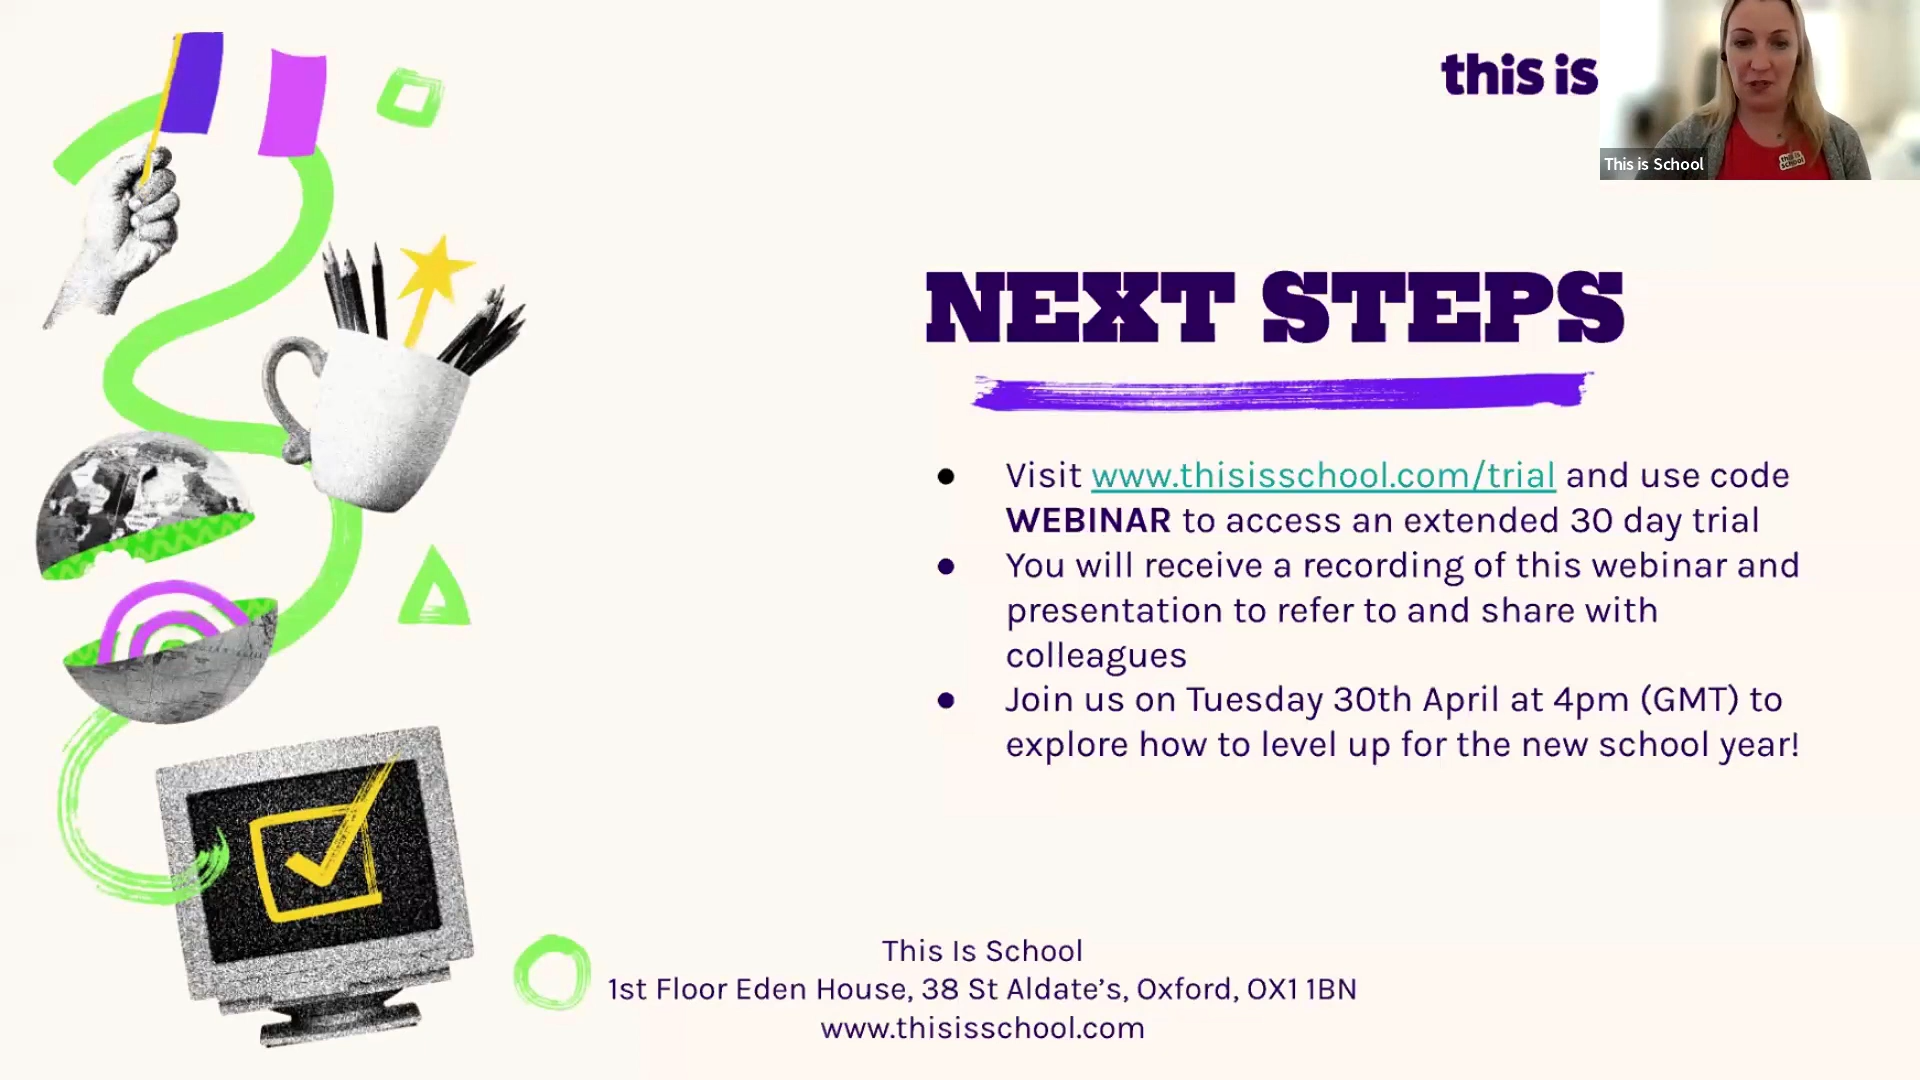 this is
This is School
this is
school
NEXT STEPS
● Visit www.thisisschool.com/trial and use code
WEBINAR to access an extended 30 day trial
● You will receive a recording of this webinar and
presentation to refer to and share with
colleagues
● Join us on Tuesday 30th April at 4pm (GMT) to
explore how to level up for the new school year!
This Is School
1st Floor Eden House, 38 St Aldate’s, Oxford, OX1 1BN
www.thisisschool.com